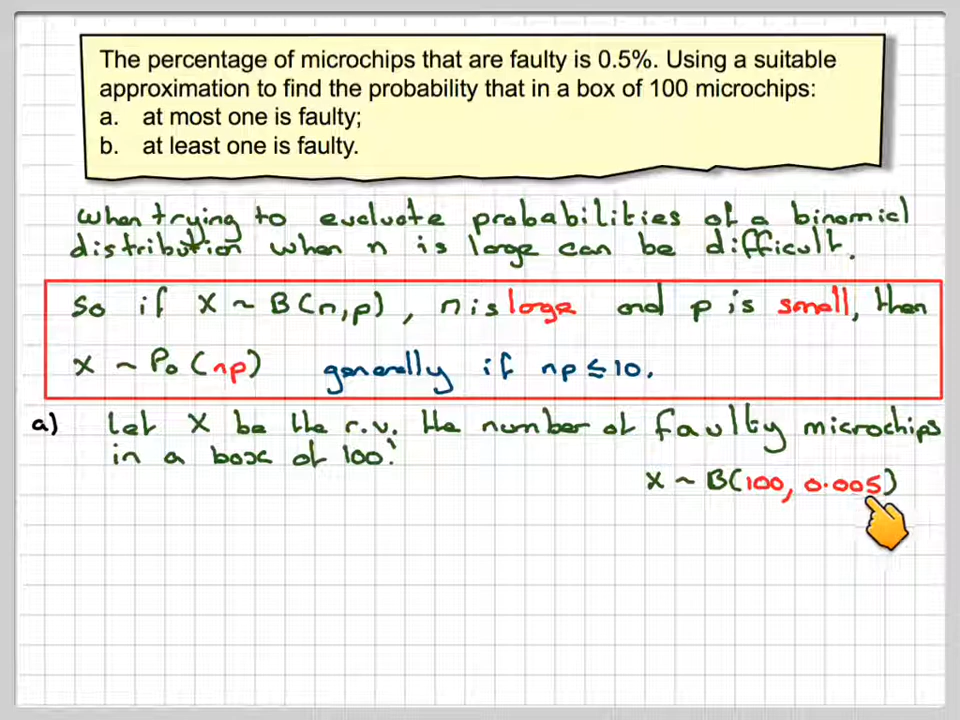 The percentage of microchips that are faulty is 0.5%. Using a suitable
approximation to find the probability that in a box of 100 microchips:
a. at most one is faulty;
b. at least one is faulty.
When trying to evaluate probabilities of a binomial
distribution when n is large can be difficult.
So if X ~ B(n,p), n is large and p is small, then
X ~ Po(np) generally if np ≤ 10.
a) Let X be the r.v. 'the number of faulty microchips
in a box of 100'
X ~ B(100, 0.005)